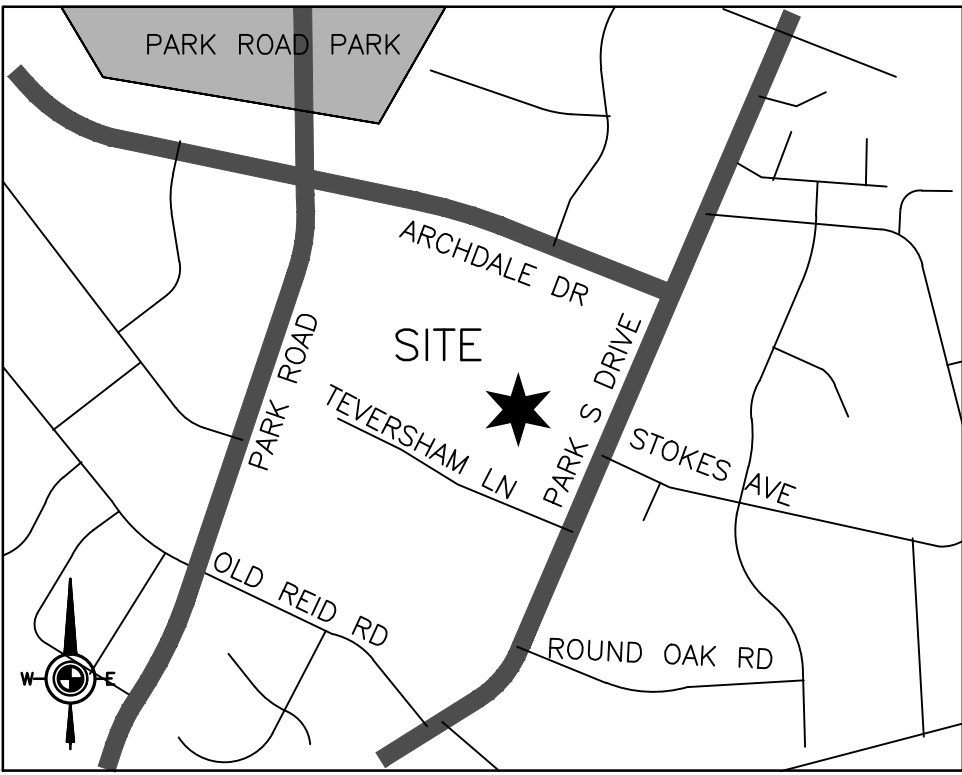 PARK ROAD PARK
ARCHDALE DR
SITE
PARK ROAD
PARK S DRIVE
TEVERSHAM LN
STOKES AVE
OLD REID RD
ROUND OAK RD
W
E